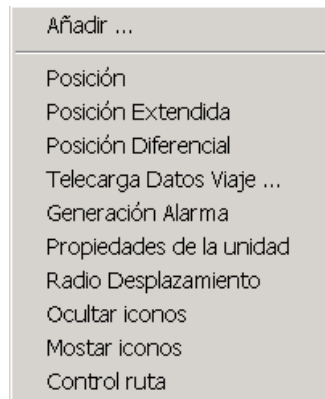 Añadir ...
Posición
Posición Extendida
Posición Diferencial
Telecarga Datos Viaje ...
Generación Alarma
Propiedades de la unidad
Radio Desplazamiento
Ocultar iconos
Mostar iconos
Control ruta